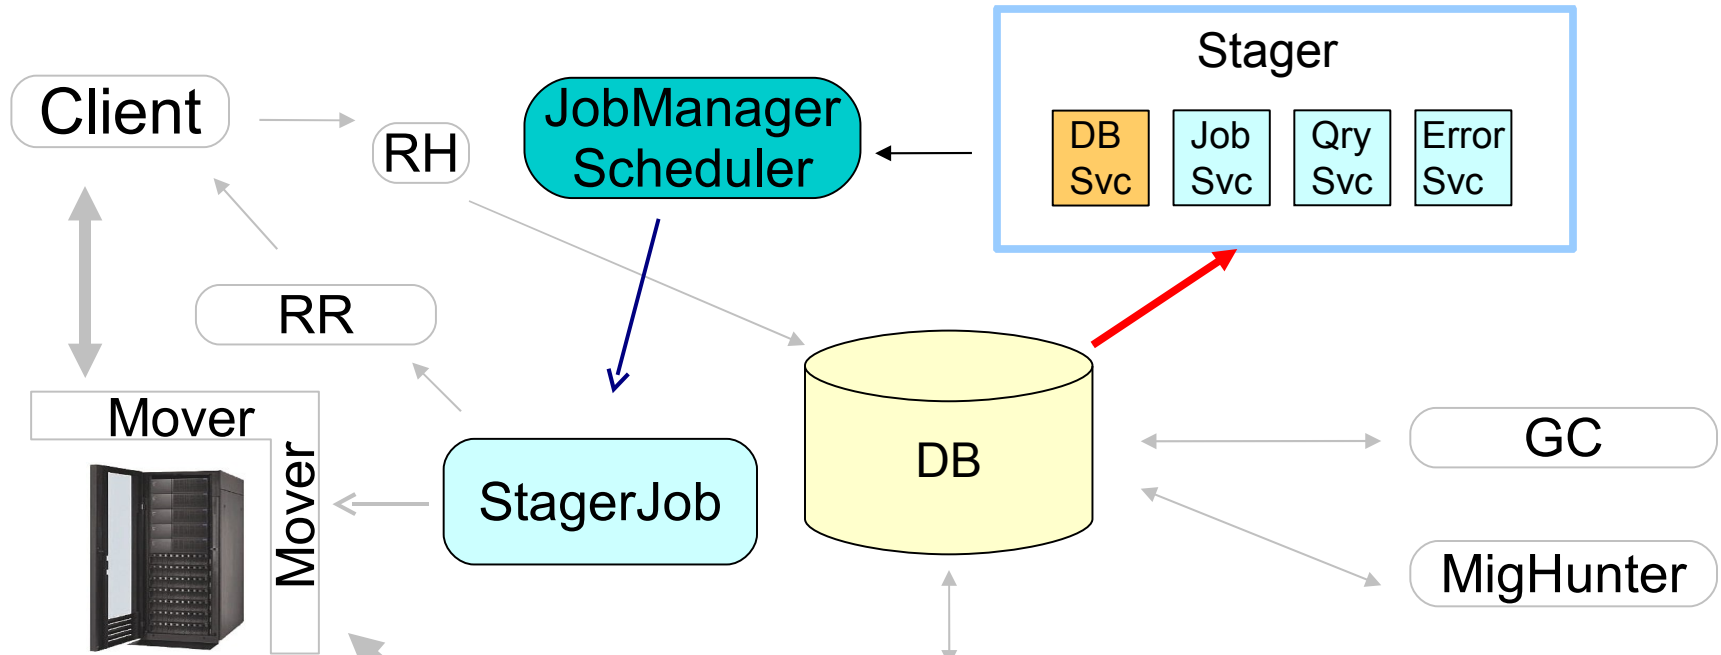 Stager
Client
JobManager
Scheduler
RH
DB
Svc
Job
Svc
Qry
Svc
Error
Svc
RR
Mover
Mover
StagerJob
DB
GC
MigHunter